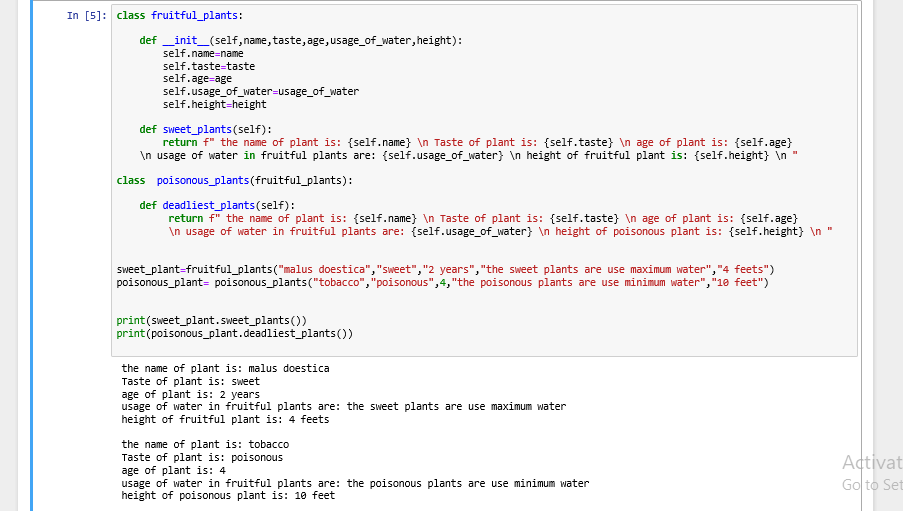 In [5]: class fruitful_plants:
def __init__(self,name,taste,age,usage_of_water,height):
self.name=name
self.taste=taste
self.age=age
self.usage_of_water=usage_of_water
self.height=height
def sweet_plants(self):
return f" the name of plant is: {self.name} \n Taste of plant is: {self.taste} \n age of plant is: {self.age}
\n usage of water in fruitful plants are: {self.usage_of_water} \n height of fruitful plant is: {self.height} \n "
class  poisonous_plants(fruitful_plants):
def deadliest_plants(self):
return f" the name of plant is: {self.name} \n Taste of plant is: {self.taste} \n age of plant is: {self.age}
\n usage of water in fruitful plants are: {self.usage_of_water} \n height of poisonous plant is: {self.height} \n "
sweet_plant=fruitful_plants("malus doestica","sweet","2 years","the sweet plants are use maximum water","4 feets")
poisonous_plant= poisonous_plants("tobacco","poisonous",4,"the poisonous plants are use minimum water","10 feet")
print(sweet_plant.sweet_plants())
print(poisonous_plant.deadliest_plants())
the name of plant is: malus doestica
Taste of plant is: sweet
age of plant is: 2 years
usage of water in fruitful plants are: the sweet plants are use maximum water
height of fruitful plant is: 4 feets
the name of plant is: tobacco
Taste of plant is: poisonous
age of plant is: 4
usage of water in fruitful plants are: the poisonous plants are use minimum water
height of poisonous plant is: 10 feet
Activat
Go to Set